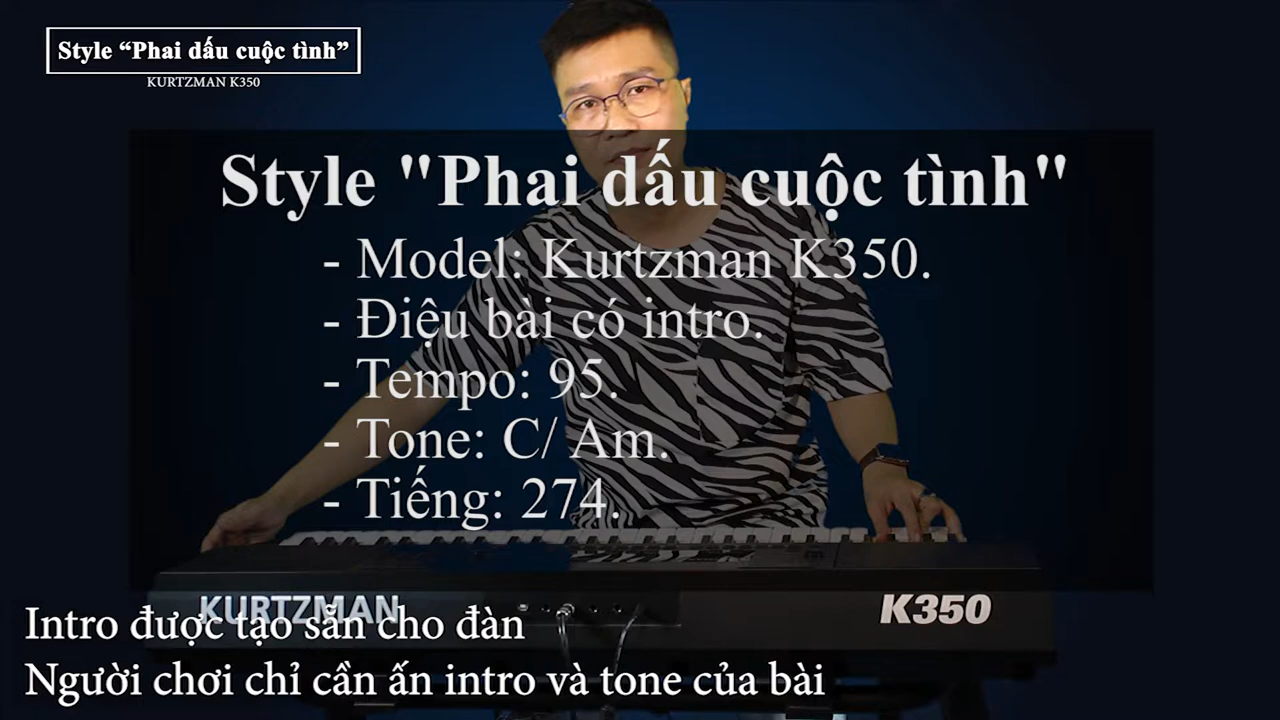 Style “Phai dấu cuộc tình”
KURTZMAN K350
Style "Phai dấu cuộc tình"
- Model: Kurtzman K350.
- Điệu bài có intro.
- Tempo: 95.
- Tone: C/ Am.
- Tiếng: 274.
KURTZMAN
K350
Intro được tạo sẵn cho đàn
Người chơi chỉ cần ấn intro và tone của bài